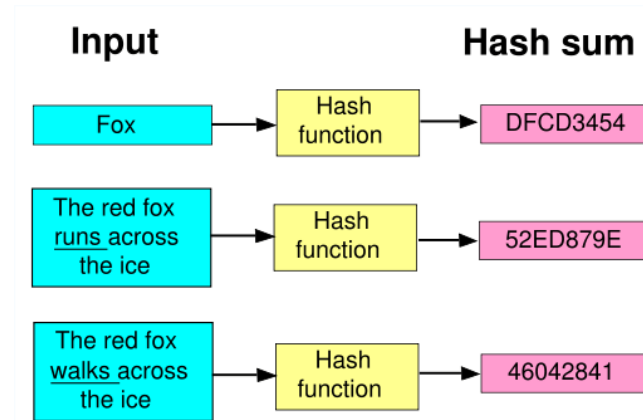 Input
Hash sum
Fox
Hash
function
DFCD3454
The red fox
runs across
the ice
Hash
function
52ED879E
The red fox
walks across
the ice
Hash
function
46042841